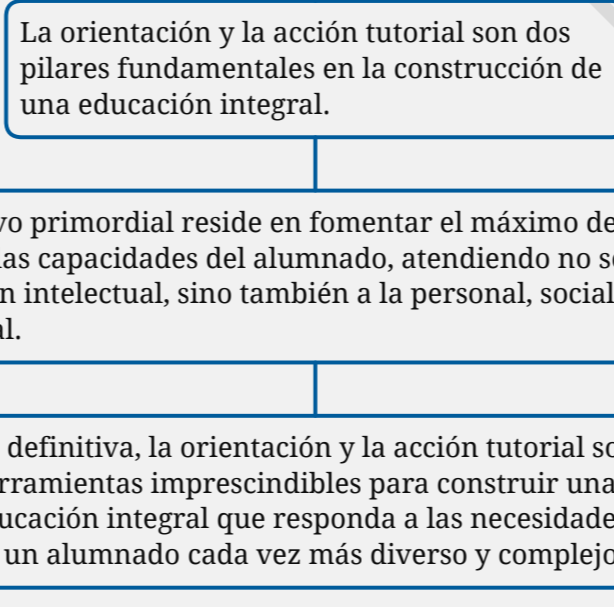 La orientación y la acción tutorial son dos
pilares fundamentales en la construcción de
una educación integral.
primordial reside en fomentar el máximo
capacidades del alumnado, atendiendo no
intelectual, sino también a la personal, social
definitiva, la orientación y la acción tutorial
imprescindibles para construir una
integral que responda a las necesidade
un alumnado cada vez más diverso y complejo